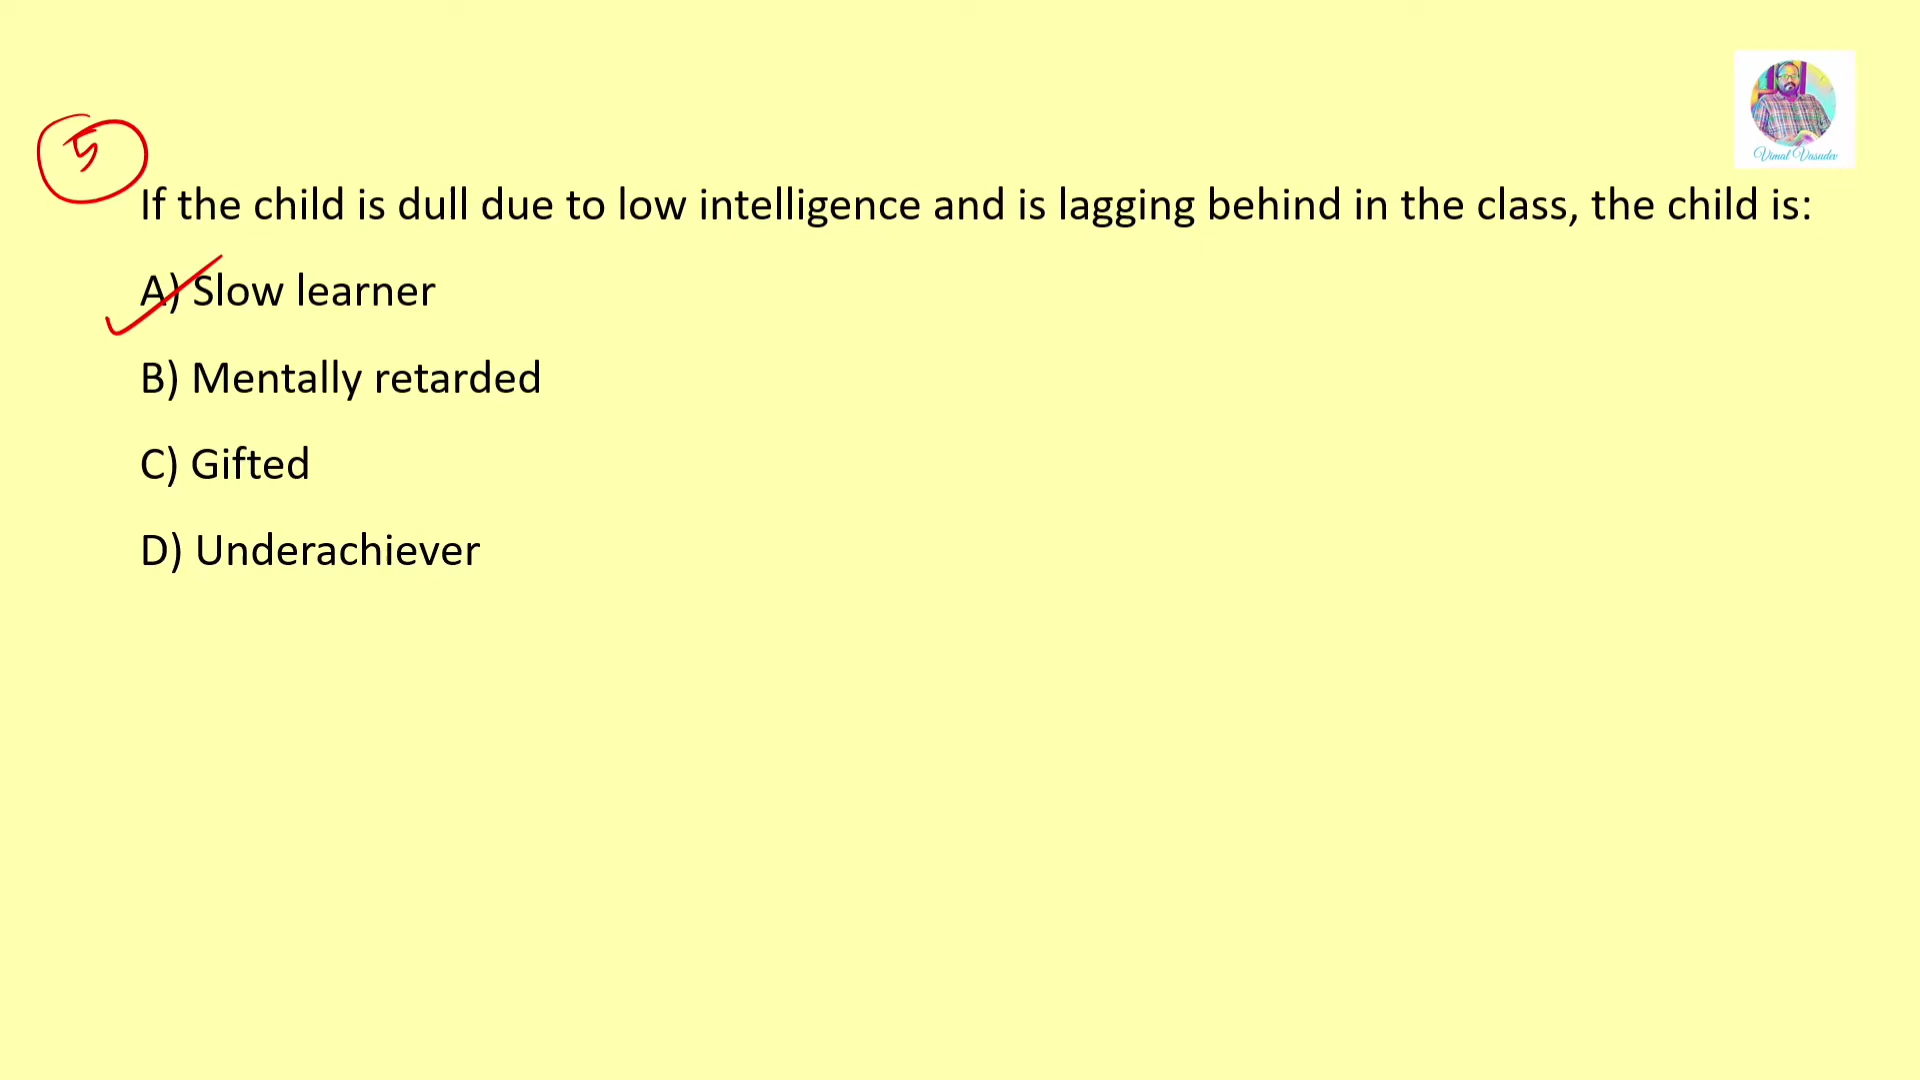 Vimal Vasudev
5
If the child is dull due to low intelligence and is lagging behind in the class, the child is:
A) Slow learner
B) Mentally retarded
C) Gifted
D) Underachiever